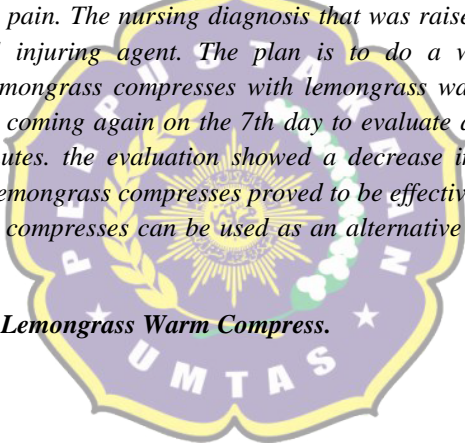 pain. The nursing diagnosis that was raise
injuring agent. The plan is to do a w
mongrass compresses with lemongrass wa
coming again on the 7th day to evaluate a
utes. the evaluation showed a decrease in
emongrass compresses proved to be effectiv
compresses can be used as an alternative
Lemongrass Warm Compress.
PERPUSTAKAAN
UMTAS